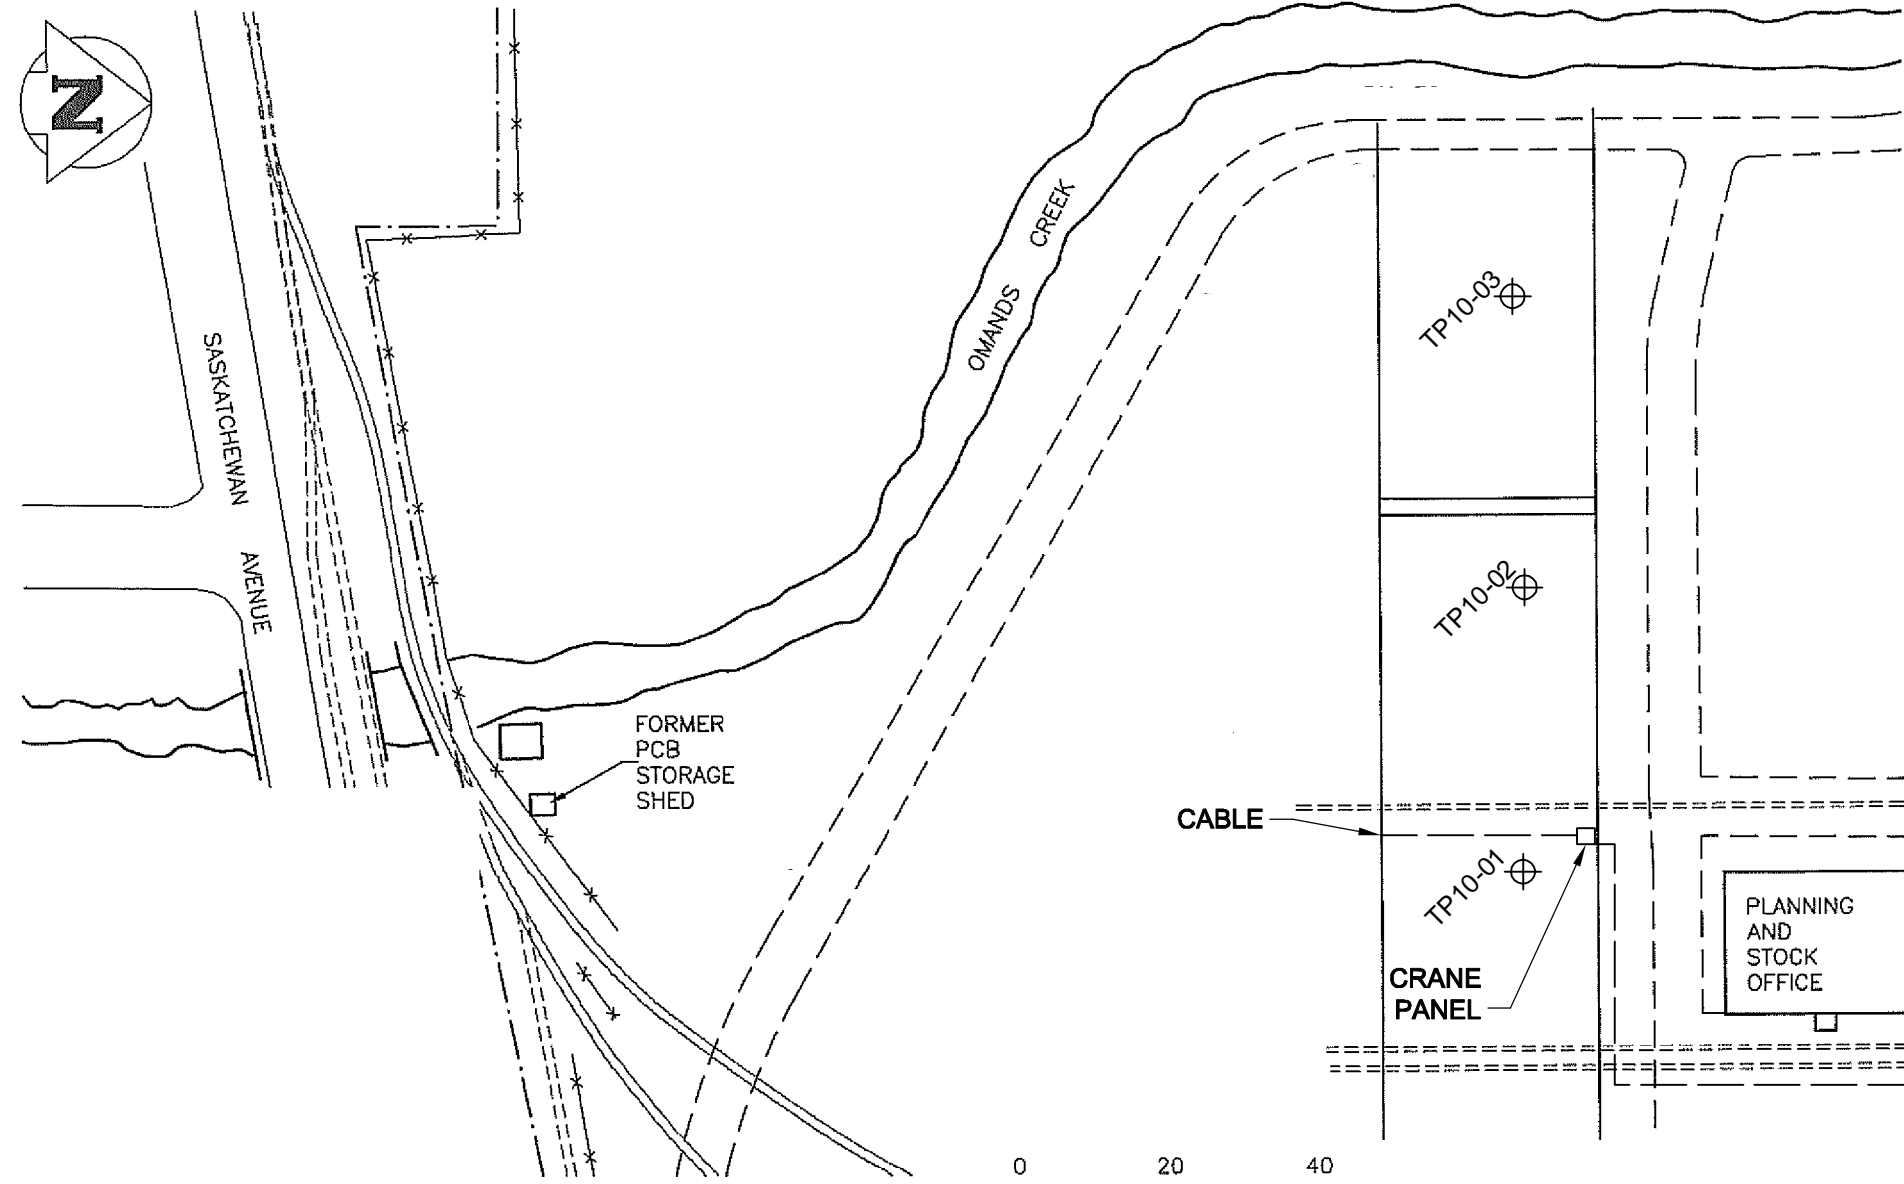 N
SASKATCHEWAN
AVENUE
OMANDS CREEK
TP10-03
TP10-02
FORMER
PCB
STORAGE
SHED
CABLE
TP10-01
CRANE
PANEL
PLANNING
AND
STOCK
OFFICE
0 20 40